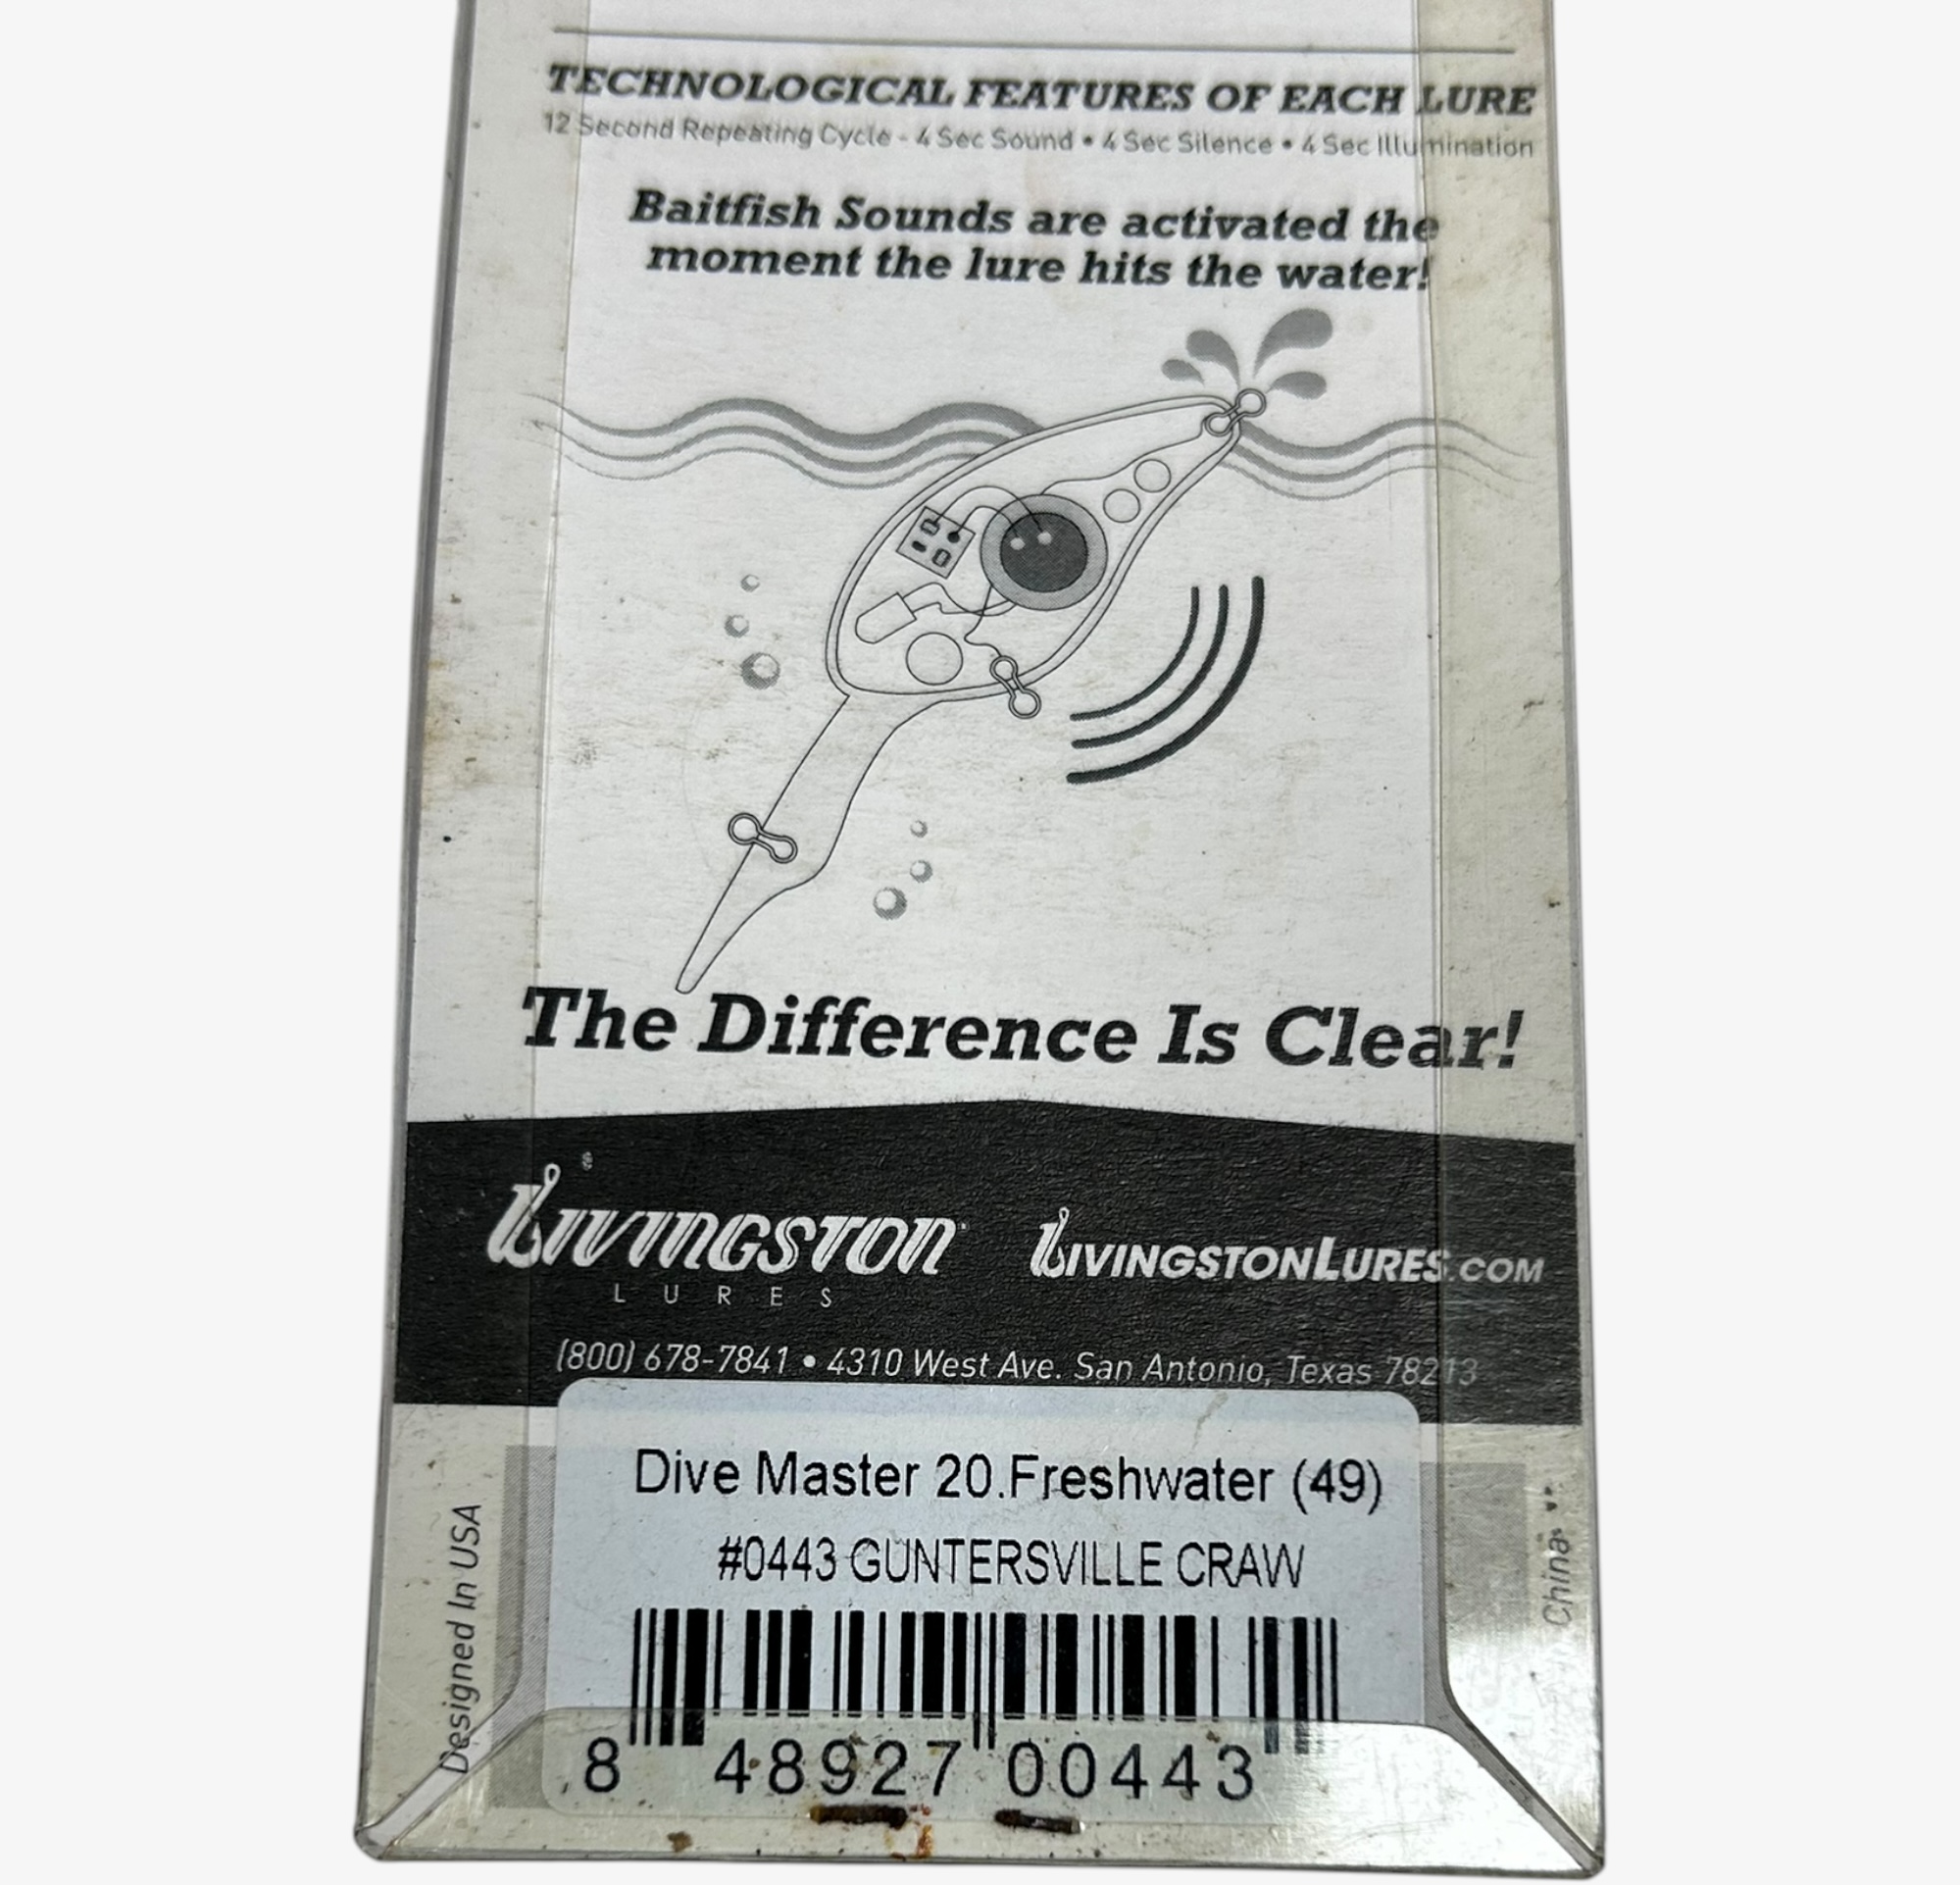 TECHNOLOGICAL FEATURES OF EACH LURE
12 Second Repeating Cycle - 4 Sec Sound • 4 Sec Silence • 4 Sec Illumination
Baitfish Sounds are activated the
moment the lure hits the water!
The Difference Is Clear!
LIVINGSTON
LURES
LIVINGSTONLURES.COM
(800) 678-7841 • 4310 West Ave. San Antonio, Texas 78213
Dive Master 20.Freshwater (49)
#0443 GUNTERSVILLE CRAW
8 48927 00443
Designed In USA
China